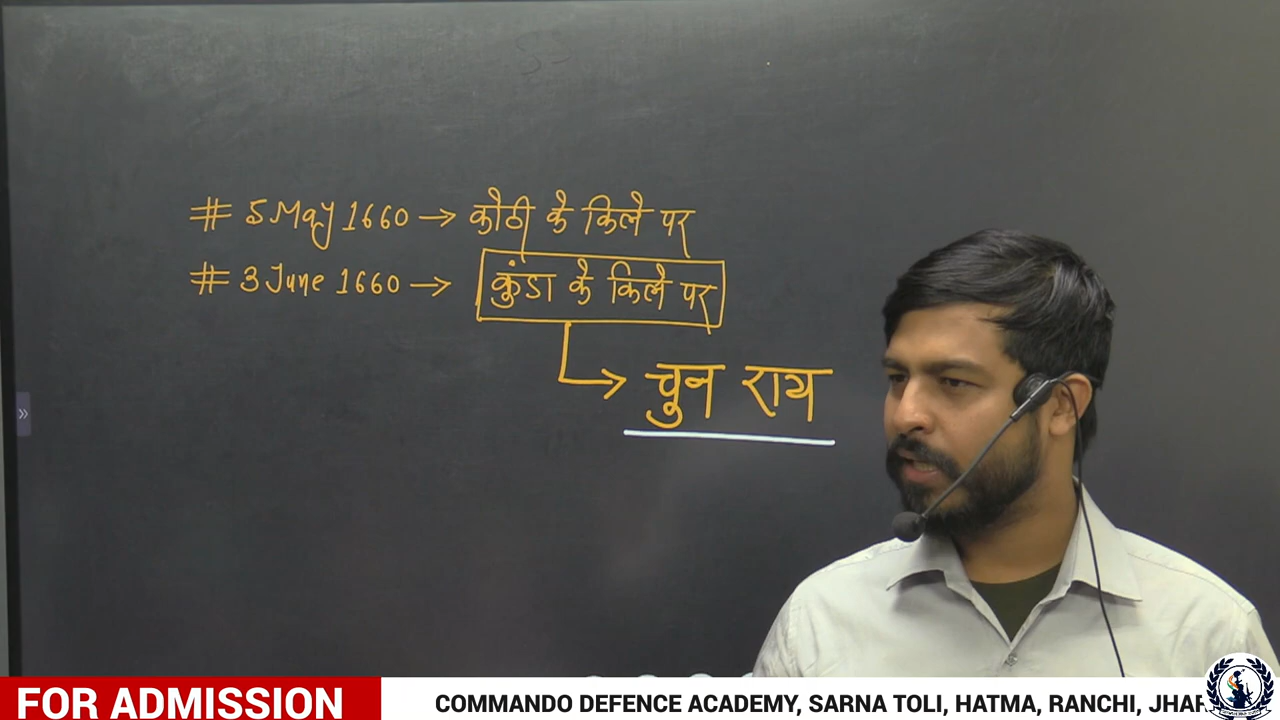 # 5 May 1660 → कोठी के किले पर
# 3 June 1660 → कुंडा के किले पर
चुन राय
FOR ADMISSION
COMMANDO DEFENCE ACADEMY, SARNA TOLI, HATMA, RANCHI, JHAR